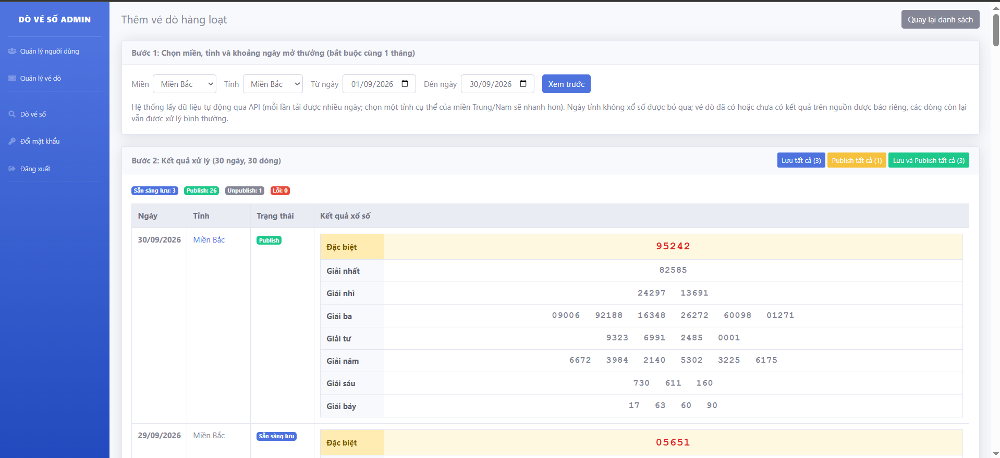 DÒ VÉ SỐ ADMIN
Quản lý người dùng
Quản lý vé dò
Dò vé số
Đổi mật khẩu
Đăng xuất
Thêm vé dò hàng loạt
Quay lại danh sách
Bước 1: Chọn miền, tỉnh và khoảng ngày mở thưởng (bắt buộc cùng 1 tháng)
Miền Miền Bắc Tỉnh Miền Bắc Từ ngày 01/09/2026 Đến ngày 30/09/2026 Xem trước
Hệ thống lấy dữ liệu tự động qua API (mỗi lần tải được nhiều ngày; chọn một tỉnh cụ thể của miền Trung/Nam sẽ nhanh hơn). Ngày tỉnh không xổ số được bỏ qua; vé dò đã có hoặc chưa có kết quả trên nguồn được báo riêng, các dòng còn lại
vẫn được xử lý bình thường.
Bước 2: Kết quả xử lý (30 ngày, 30 dòng)
Lưu tất cả (3) Publish tất cả (1) Lưu và Publish tất cả (3)
Sẵn sàng lưu: 3 Publish: 26 Unpublish: 1 Lỗi: 0
Ngày Tỉnh Trạng thái Kết quả xổ số
30/09/2026 Miền Bắc Publish
Đặc biệt 95242
Giải nhất 82585
Giải nhì 24297 13691
Giải ba 09006 92188 16348 26272 60098 01271
Giải tư 9323 6991 2485 0001
Giải năm 6672 3984 2140 5302 3225 6175
Giải sáu 730 611 160
Giải bảy 17 63 60 90
29/09/2026 Miền Bắc Sẵn sàng lưu
Đặc biệt 05651